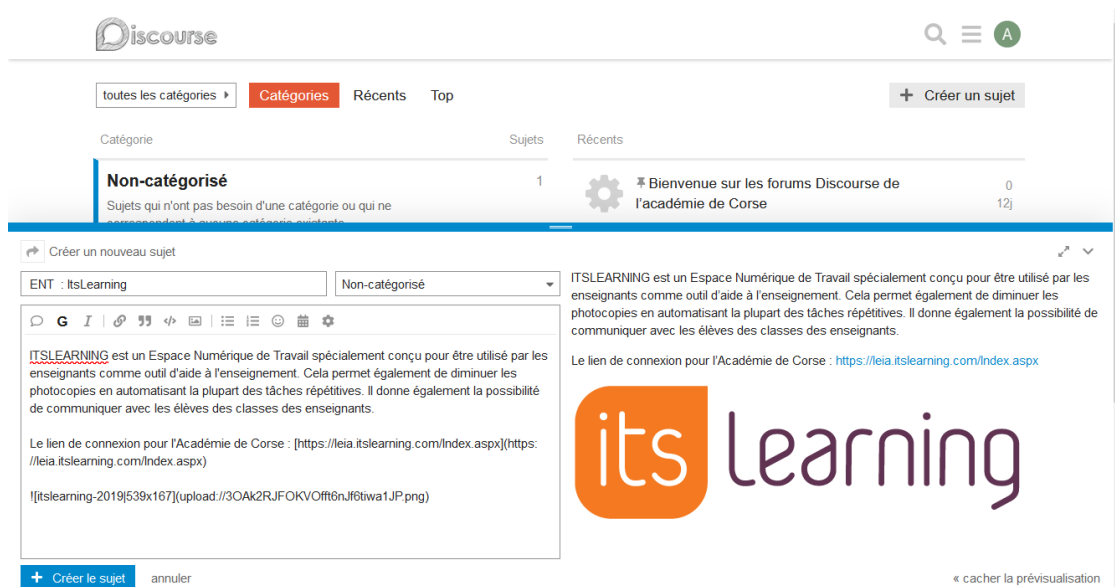 Discourse
A
toutes les catégories
Catégories
Récents
Top
+ Créer un sujet
Catégorie
Sujets
Récents
Non-catégorisé
1
Sujets qui n'ont pas besoin d'une catégorie ou qui ne
correspondent à aucune catégorie existante
Bienvenue sur les forums Discourse de
l'académie de Corse
0
12j
Créer un nouveau sujet
ENT : ItsLearning
Non-catégorisé
G I
ITSLEARNING est un Espace Numérique de Travail spécialement conçu pour être utilisé par les
enseignants comme outil d'aide à l'enseignement. Cela permet également de diminuer les
photocopies en automatisant la plupart des tâches répétitives. Il donne également la possibilité
de communiquer avec les élèves des classes des enseignants.
Le lien de connexion pour l'Académie de Corse : [https://leia.itslearning.com/Index.aspx](https:
//leia.itslearning.com/Index.aspx)
![itslearning-2019|539x167](upload://3OAk2RJFOKVOfft6nJf6tiwa1JP.png)
ITSLEARNING est un Espace Numérique de Travail spécialement conçu pour être utilisé par les
enseignants comme outil d'aide à l'enseignement. Cela permet également de diminuer les
photocopies en automatisant la plupart des tâches répétitives. Il donne également la possibilité de
communiquer avec les élèves des classes des enseignants.
Le lien de connexion pour l'Académie de Corse : https://leia.itslearning.com/Index.aspx
its learning
+ Créer le sujet
annuler
« cacher la prévisualisation